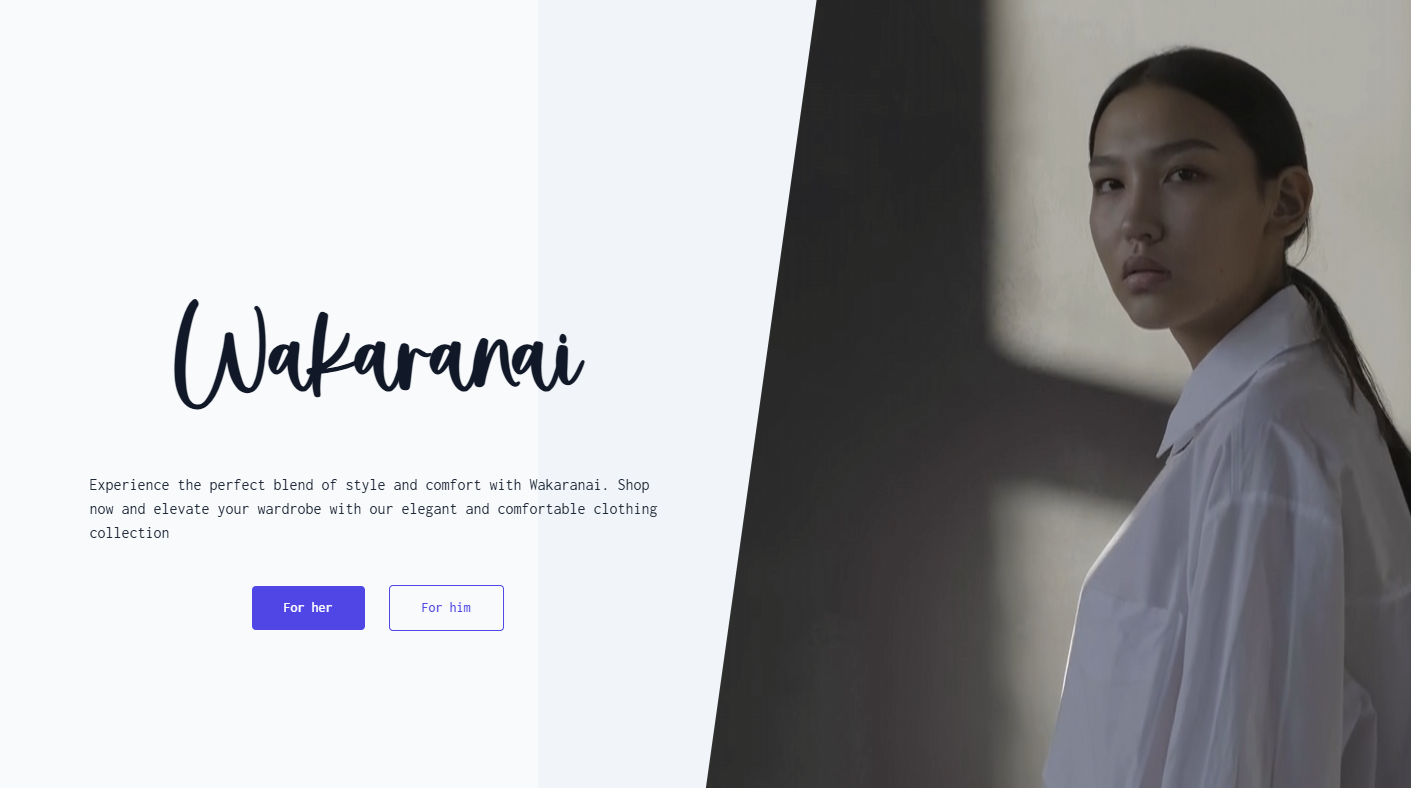 Wakaranai
Experience the perfect blend of style and comfort with Wakaranai. Shop
now and elevate your wardrobe with our elegant and comfortable clothing
collection
For her
For him